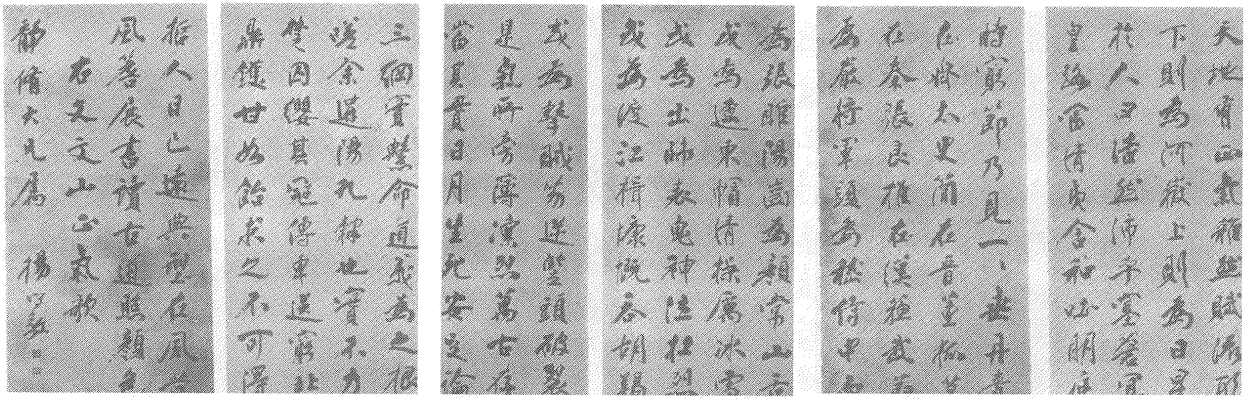 天地有正氣雜然賦流形
下則為河嶽上則為日星
於人曰浩然沛乎塞蒼冥
皇路當清夷含和吐明庭
時窮節乃見一、垂丹青
在齊太史簡在晉董狐筆
在秦張良椎在漢蘇武節
為嚴將軍頭為嵇侍中血
為張睢陽齒為顏常山舌
或為遼東帽清操厲冰雪
或為出師表鬼神泣壯烈
或為渡江楫慷慨吞胡羯
或為擊賊笏逆豎頭破裂
是氣所旁薄凜烈萬古存
當其貫日月生死安足論
三綱實繫命道義為之根
嗟余遘陽九隸也實不力
楚囚纓其冠傳車送窮北
鼎鑊甘如飴求之不可得
哲人日已遠典型在夙昔
風簷展書讀古道照顏色
右文文山正氣歌
靜脩大兄屬 楊